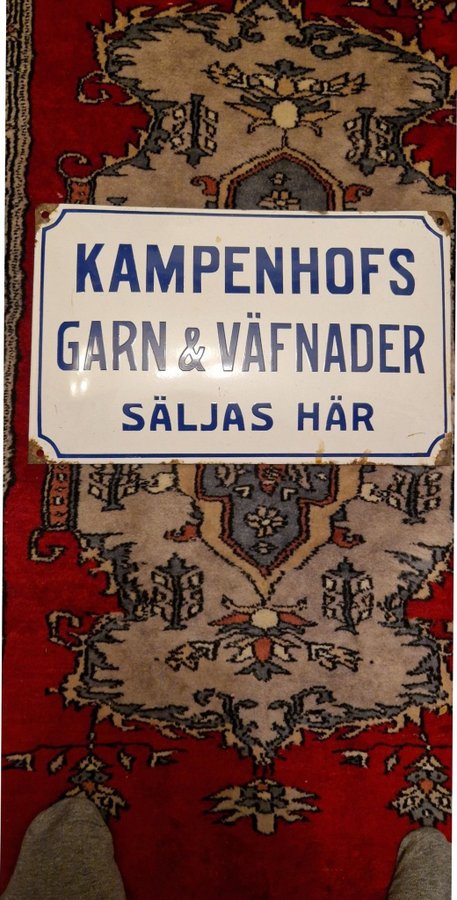 KAMPENHOFS
GARN & VÄFNADER
SÄLJAS HÄR